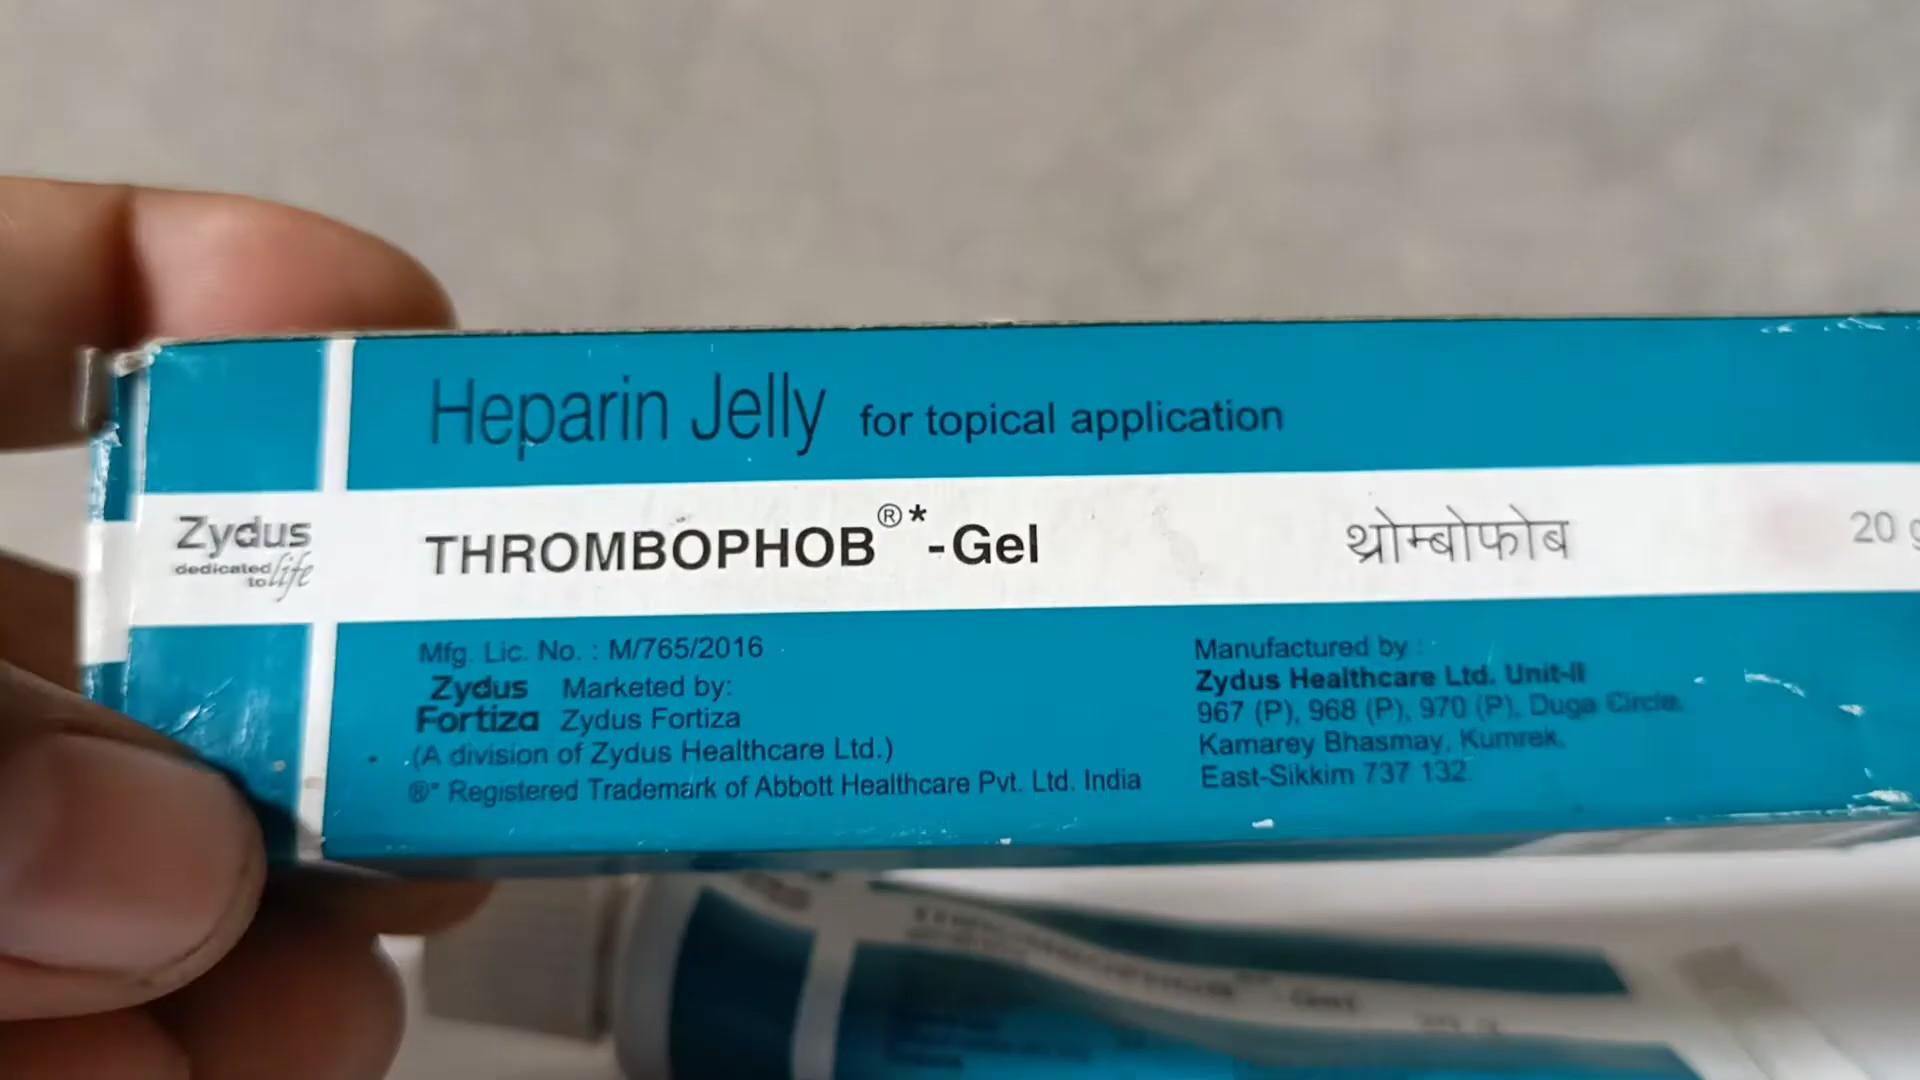 Heparin Jelly for topical application
Zydus
dedicated
to life
THROMBOPHOB®*-Gel
थ्रोम्बोफोब
20 g
Mfg. Lic. No. : M/765/2016
Zydus Marketed by:
Fortiza Zydus Fortiza
(A division of Zydus Healthcare Ltd.)
®* Registered Trademark of Abbott Healthcare Pvt. Ltd. India
Manufactured by :
Zydus Healthcare Ltd. Unit-II
967 (P), 968 (P), 970 (P), Duga Circle,
Kamarey Bhasmay, Kumrek,
East-Sikkim 737 132.
THROMBOPHOB®*-Gel